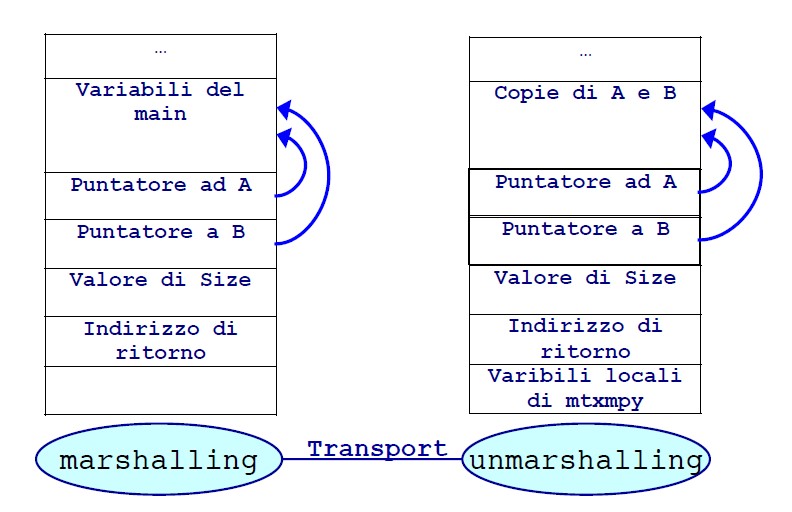 ...
Variabili del
main
Puntatore ad A
Puntatore a B
Valore di Size
Indirizzo di
ritorno
...
Copie di A e B
Puntatore ad A
Puntatore a B
Valore di Size
Indirizzo di
ritorno
Varibili locali
di mtxmpy
marshalling
Transport
unmarshalling